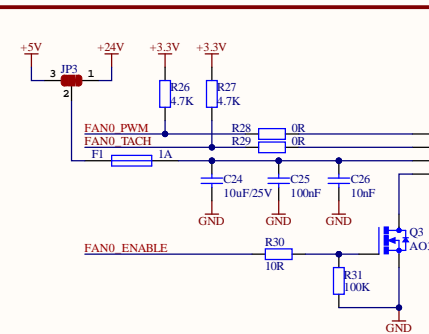 +5V +24V +3.3V +3.3V
JP3
3 1
2
R26
4.7K
R27
4.7K
FAN0_PWM R28 0R
FAN0_TACH R29 0R
F1 1A
C24
10uF/25V
C25
100nF
C26
10nF
GND GND GND
Q3
FAN0_ENABLE R30
10R
R31
100K
GND